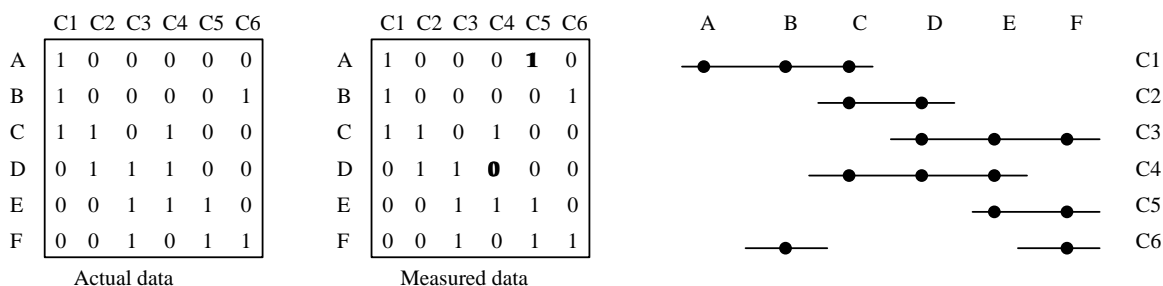 C1 C2 C3 C4 C5 C6
A 1 0 0 0 0 0
B 1 0 0 0 0 1
C 1 1 0 1 0 0
D 0 1 1 1 0 0
E 0 0 1 1 1 0
F 0 0 1 0 1 1
Actual data
C1 C2 C3 C4 C5 C6
A 1 0 0 0 1 0
B 1 0 0 0 0 1
C 1 1 0 1 0 0
D 0 1 1 0 0 0
E 0 0 1 1 1 0
F 0 0 1 0 1 1
Measured data
A B C D E F
C1
C2
C3
C4
C5
C6